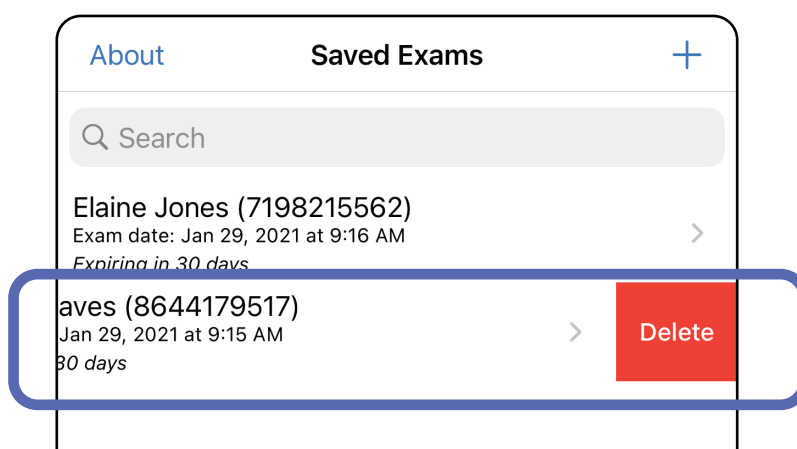 About
Saved Exams
Search
Elaine Jones (7198215562)
Exam date: Jan 29, 2021 at 9:16 AM
Expiring in 30 days
aves (8644179517)
Jan 29, 2021 at 9:15 AM
30 days
Delete